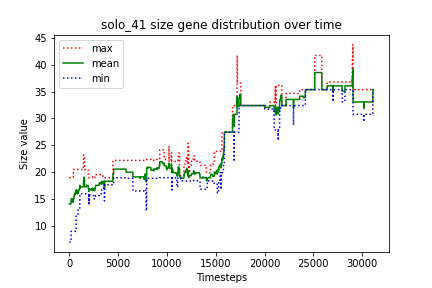 solo_41 size gene distribution over time
max
mean
min
Size value
45
40
35
30
25
20
15
10
0 5000 10000 15000 20000 25000 30000
Timesteps